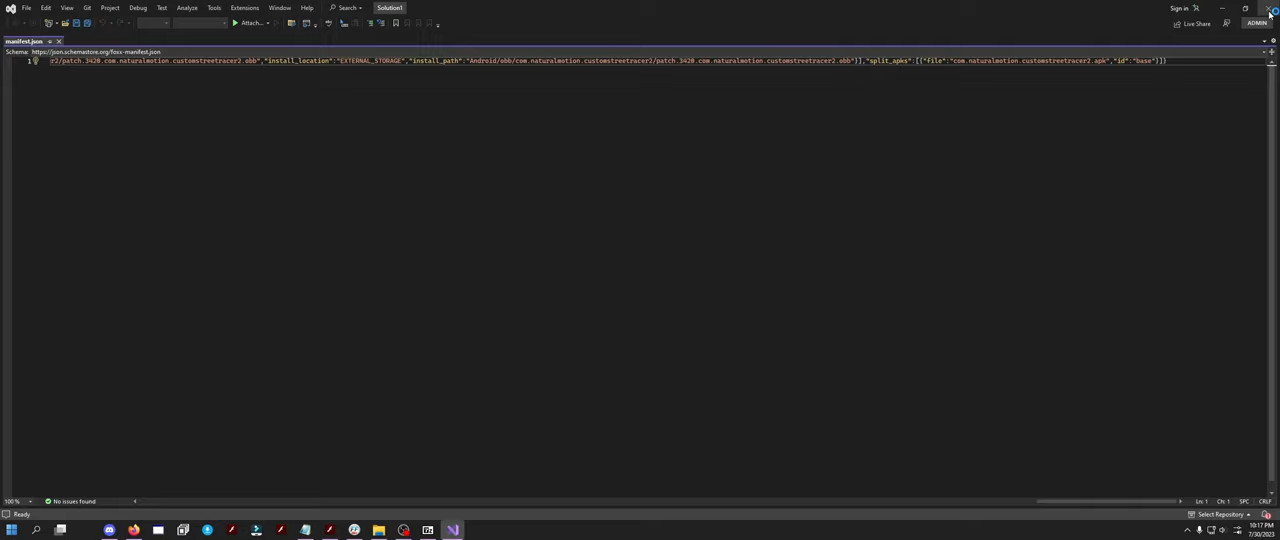 File Edit View Git Project Debug Test Analyze Tools Extensions Window Help Search Solution1 Sign in
Attach... Live Share ADMIN
manifest.json
Schema: https://json.schemastore.org/foxx-manifest.json
1 er2/patch.3420.com.naturalmotion.customstreetracer2.obb","install_location":"EXTERNAL_STORAGE","install_path":"Android/obb/com.naturalmotion.customstreetracer2/patch.3420.com.naturalmotion.customstreetracer2.obb"}],"split_apks":[{"file":"com.naturalmotion.customstreetracer2.apk","id":"base"}]}
100 % No issues found Ln: 1 Ch: 1 SPC CRLF
Ready Select Repository
10:17 PM
7/30/2023